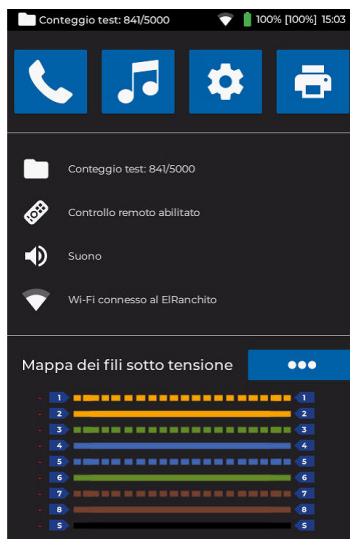 Conteggio test: 841/5000 100% [100%] 15:03
Conteggio test: 841/5000
Controllo remoto abilitato
Suono
Wi-Fi connesso al ElRanchito
Mappa dei fili sotto tensione
- 1 1
- 2 2
- 3 3
- 4 4
- 5 5
- 6 6
- 7 7
- 8 8
- S S